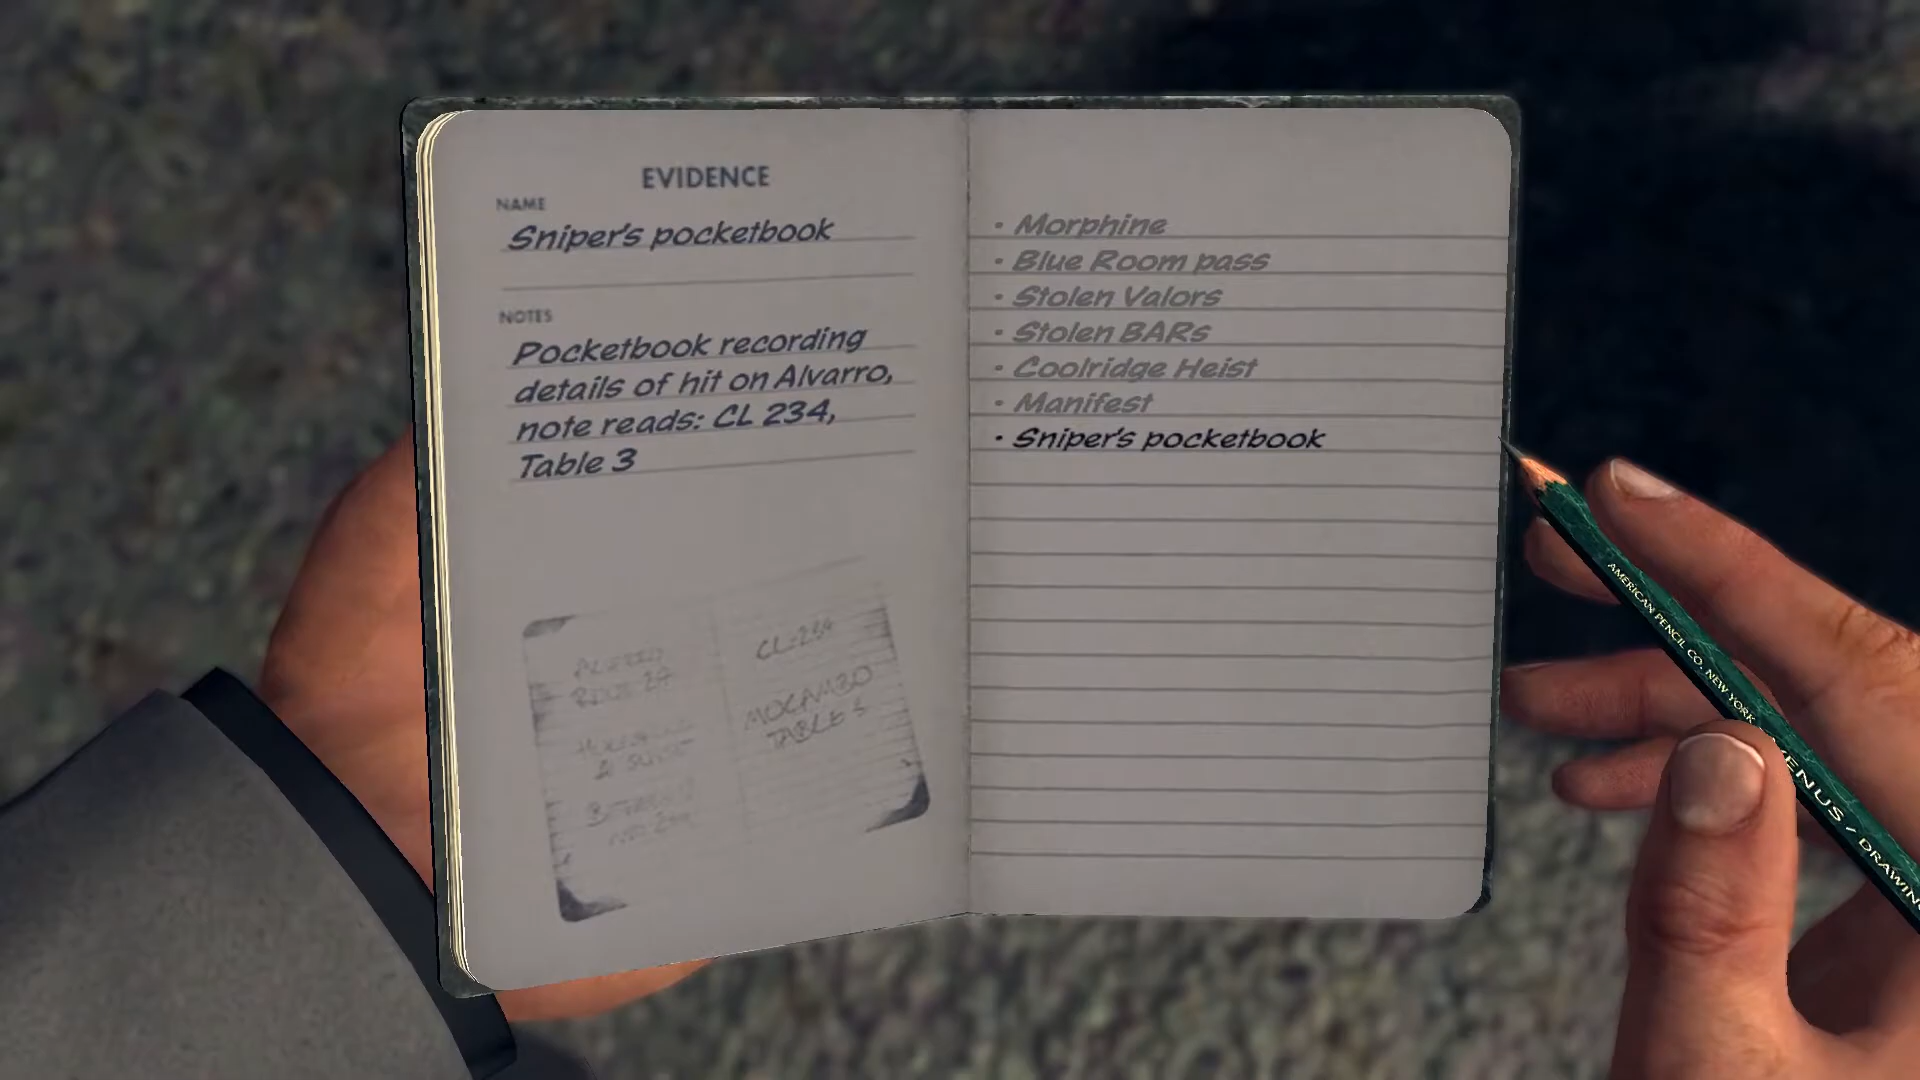 EVIDENCE
NAME
Sniper's pocketbook
NOTES
Pocketbook recording
details of hit on Alvarro,
note reads: CL 234,
Table 3
CL-234
MOCAMBO
TABLE
• Morphine
• Blue Room pass
• Stolen Valors
• Stolen BARs
• Coolridge Heist
• Manifest
• Sniper's pocketbook
AMERICAN PENCIL CO. NEW YORK VENUS / DRAWING